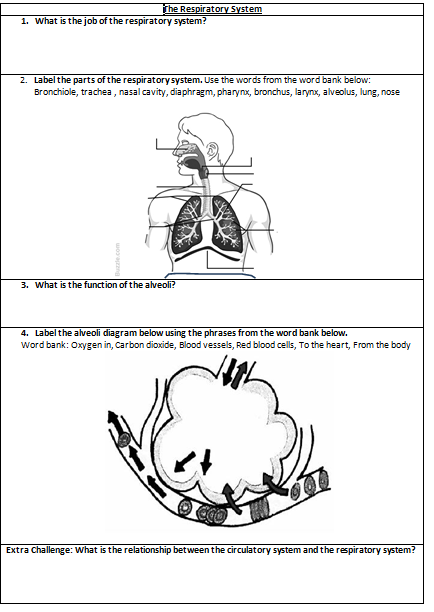 The Respiratory System
1. What is the job of the respiratory system?
2. Label the parts of the respiratory system. Use the words from the word bank below:
Bronchiole, trachea , nasal cavity, diaphragm, pharynx, bronchus, larynx, alveolus, lung, nose
Buzzle.com
3. What is the function of the alveoli?
4. Label the alveoli diagram below using the phrases from the word bank below.
Word bank: Oxygen in, Carbon dioxide, Blood vessels, Red blood cells, To the heart, From the body
Extra Challenge: What is the relationship between the circulatory system and the respiratory system?